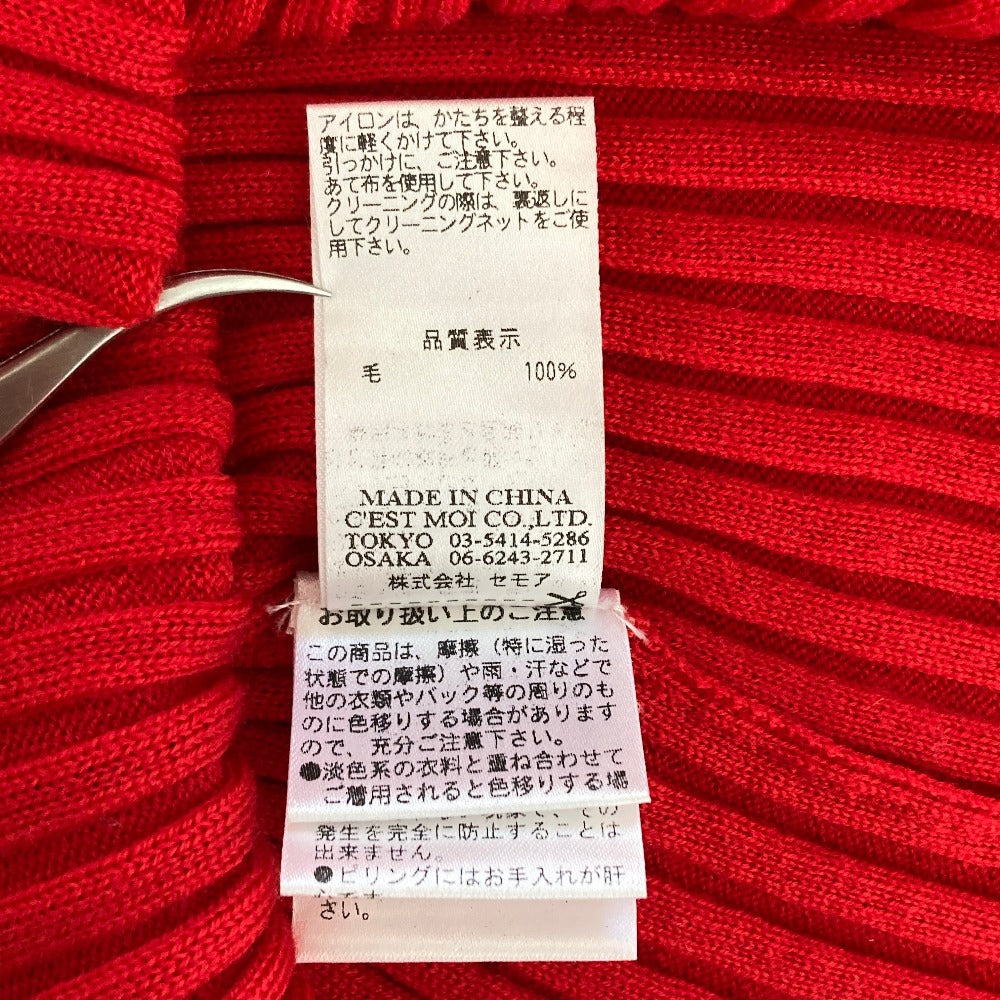 アイロンは、かたちを整える程
度に軽くかけて下さい。
引っかけに、ご注意下さい。
あて布を使用して下さい。
クリーニングの際は、裏返しに
してクリーニングネットをご使
用下さい。
品質表示
毛 100%
MADE IN CHINA
C'EST MOI CO.,LTD.
TOKYO 03-5414-5286
OSAKA 06-6243-2711
株式会社 セモア
お取り扱い上のご注意
この商品は、摩擦（特に湿った
状態での摩擦）や雨・汗などで
他の衣類やバック等の周りのも
のに色移りする場合があります
ので、充分ご注意下さい。
●淡色系の衣料と重ね合わせて
ご着用されると色移りする場
発生を完全に防止することは
出来ません。
●ピリングにはお手入れが肝
さい。